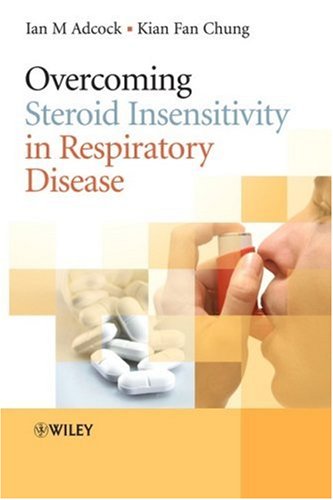 Ian M Adcock • Kian Fan Chung
Overcoming
Steroid Insensitivity
in Respiratory
Disease
WILEY